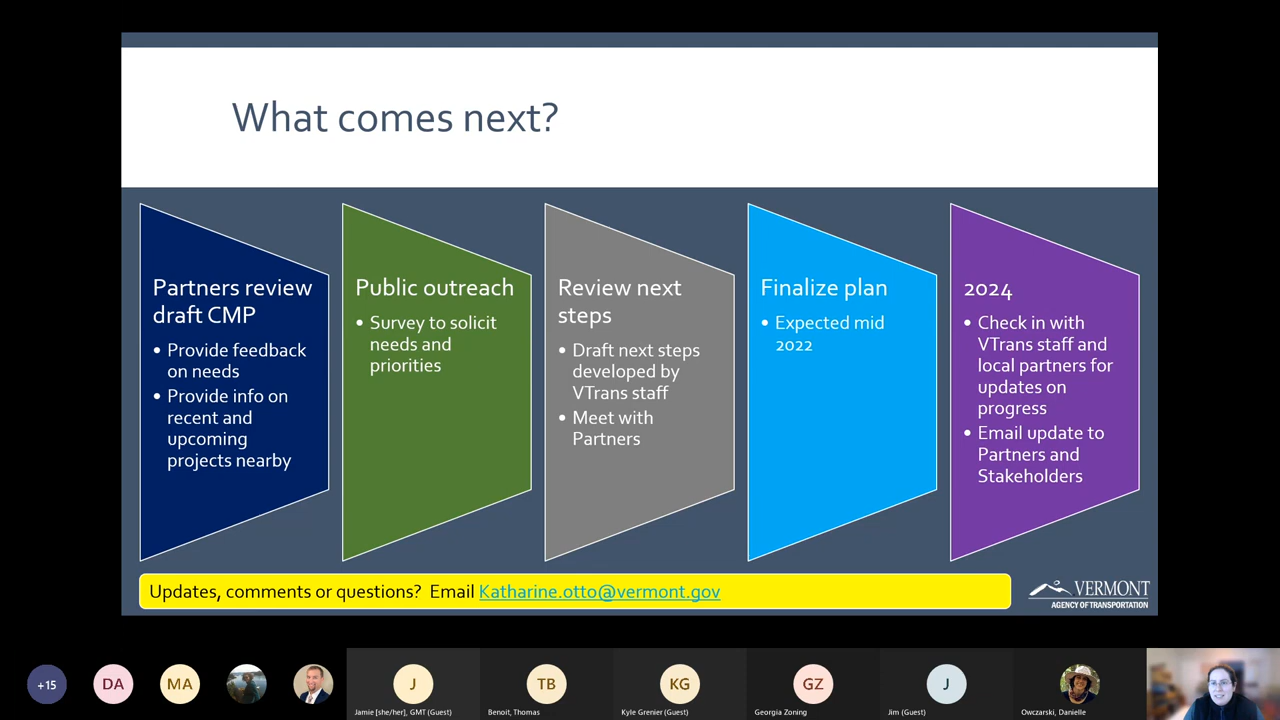 What comes next?
Partners review
draft CMP
• Provide feedback
on needs
• Provide info on
recent and
upcoming
projects nearby
Public outreach
• Survey to solicit
needs and
priorities
Review next
steps
• Draft next steps
developed by
VTrans staff
• Meet with
Partners
Finalize plan
• Expected mid
2022
2024
• Check in with
VTrans staff and
local partners for
updates on
progress
• Email update to
Partners and
Stakeholders
Updates, comments or questions? Email Katharine.otto@vermont.gov
VERMONT
AGENCY OF TRANSPORTATION
+15
DA
MA
J
TB
KG
GZ
J
Jamie [she/her], GMT (Guest)
Benoit, Thomas
Kyle Grenier (Guest)
Georgia Zoning
Jim (Guest)
Owczarski, Danielle